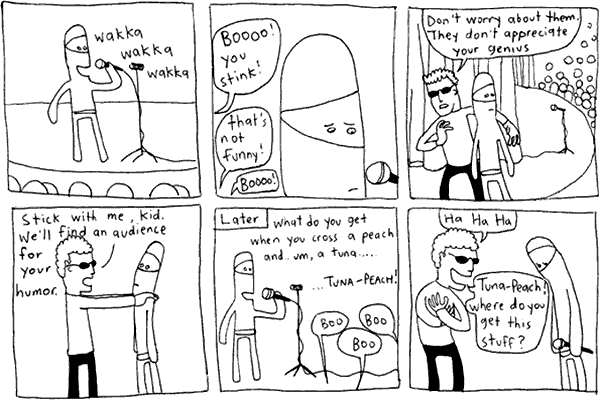 wakka
wakka
wakka
Boooo!
you
stink!
that's
not
funny!
Boooo!
Don't worry about them.
They don't appreciate
your genius
Stick with me, kid.
We'll find an audience
for
your
humor.
Later
What do you get
when you cross a peach
and..um, a tuna.....
...TUNA-PEACH!
BOO
BOO
BOO
Ha Ha Ha
Tuna-Peach!
where do you
get this
stuff?